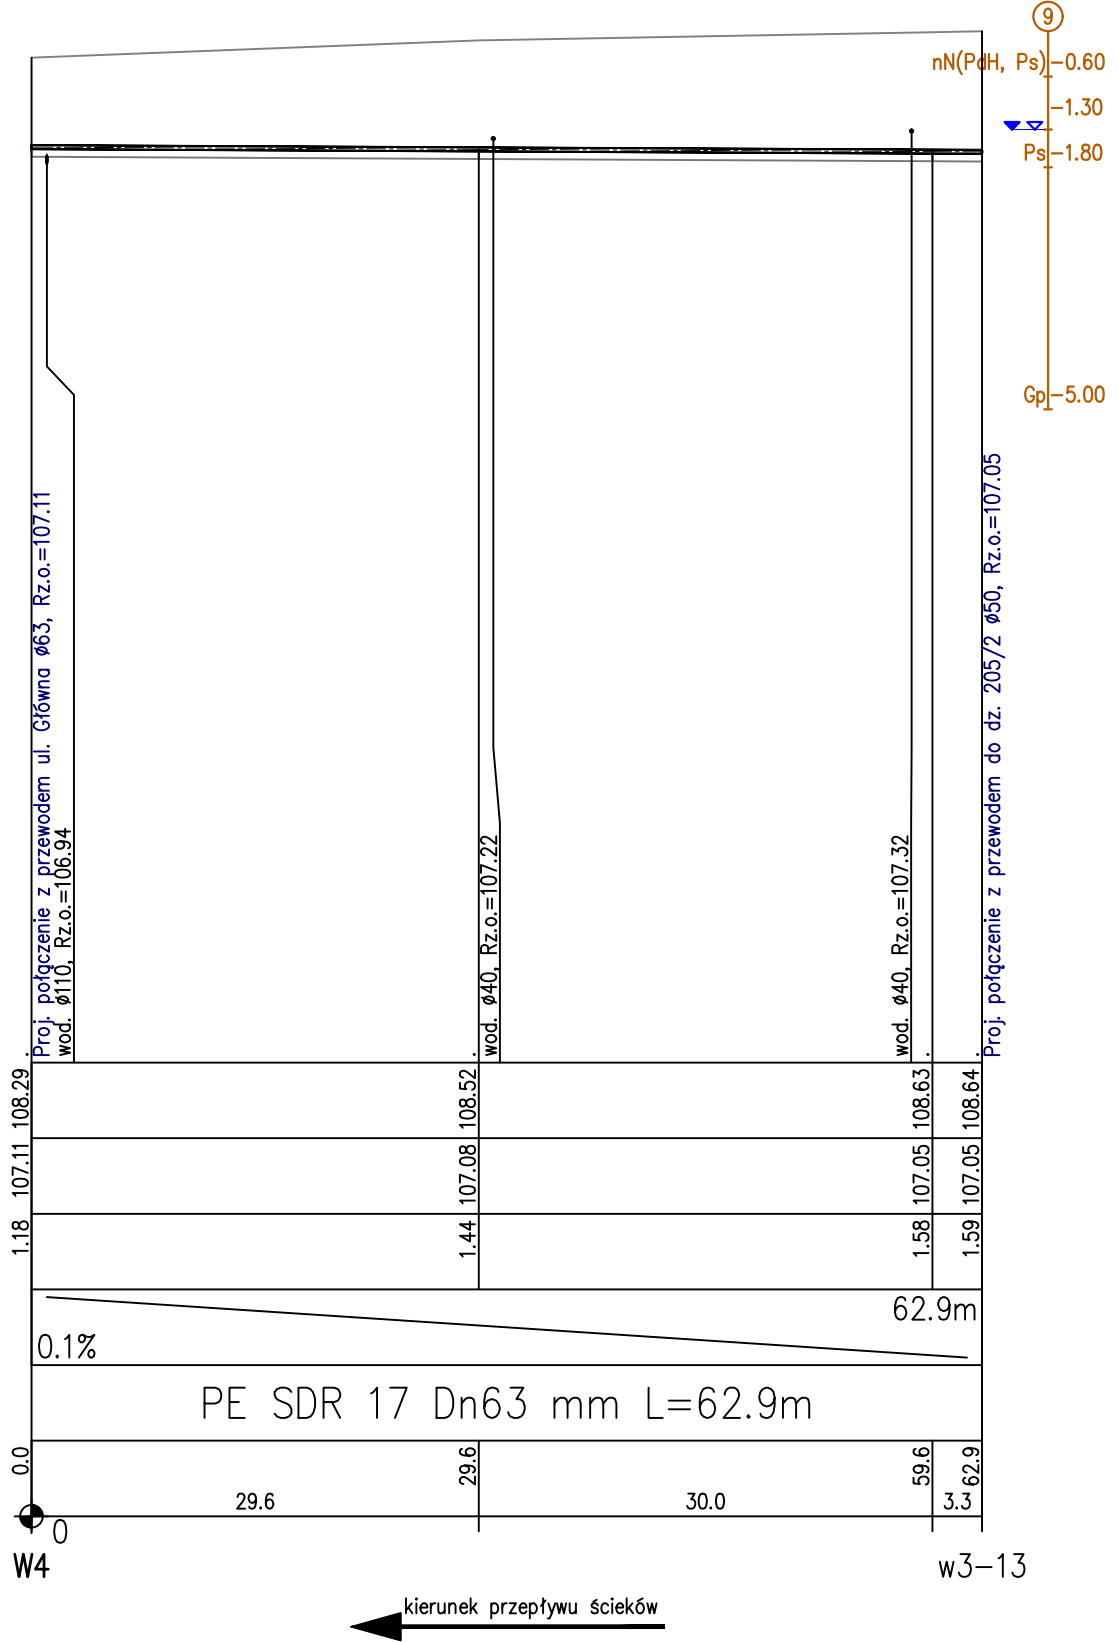 9
nN(PdH, Ps) -0.60
-1.30
Ps -1.80
Gp -5.00
Proj. połączenie z przewodem ul. Główna ø63, Rz.o.=107.11
wod. ø110, Rz.o.=106.94
wod. ø40, Rz.o.=107.22
wod. ø40, Rz.o.=107.32
Proj. połączenie z przewodem do dz. 205/2 ø50, Rz.o.=107.05
108.29 108.52 108.63 108.64
107.11 107.08 107.05 107.05
1.18 1.44 1.58 1.59
62.9m
0.1%
PE SDR 17 Dn63 mm L=62.9m
0.0 29.6 59.6 62.9
29.6 30.0 3.3
0
W4 w3-13
kierunek przepływu ścieków